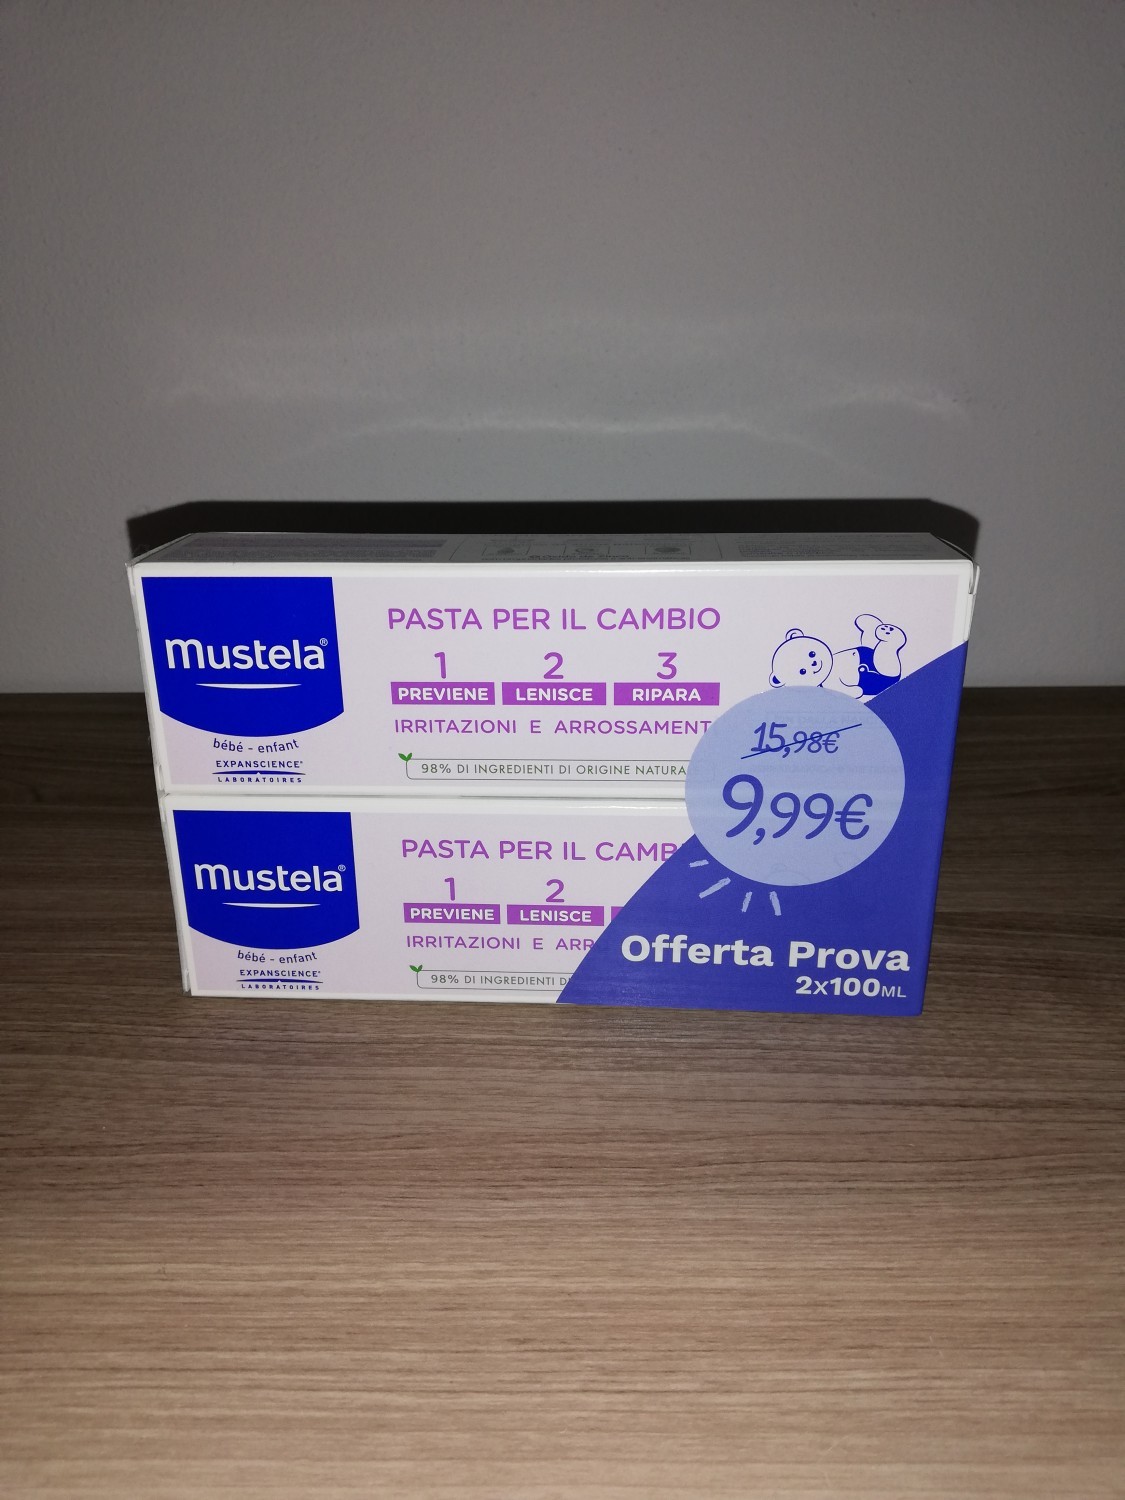 mustela®
bébé - enfant
EXPANSCIENCE®
LABORATOIRES
PASTA PER IL CAMBIO
1 2 3
PREVIENE LENISCE RIPARA
IRRITAZIONI E ARROSSAMENT
98% DI INGREDIENTI DI ORIGINE NATURA
15,98€
9,99€
mustela®
bébé - enfant
EXPANSCIENCE®
LABORATOIRES
PASTA PER IL CAMB
1 2
PREVIENE LENISCE
IRRITAZIONI E ARR
98% DI INGREDIENTI D
Offerta Prova
2x100ML